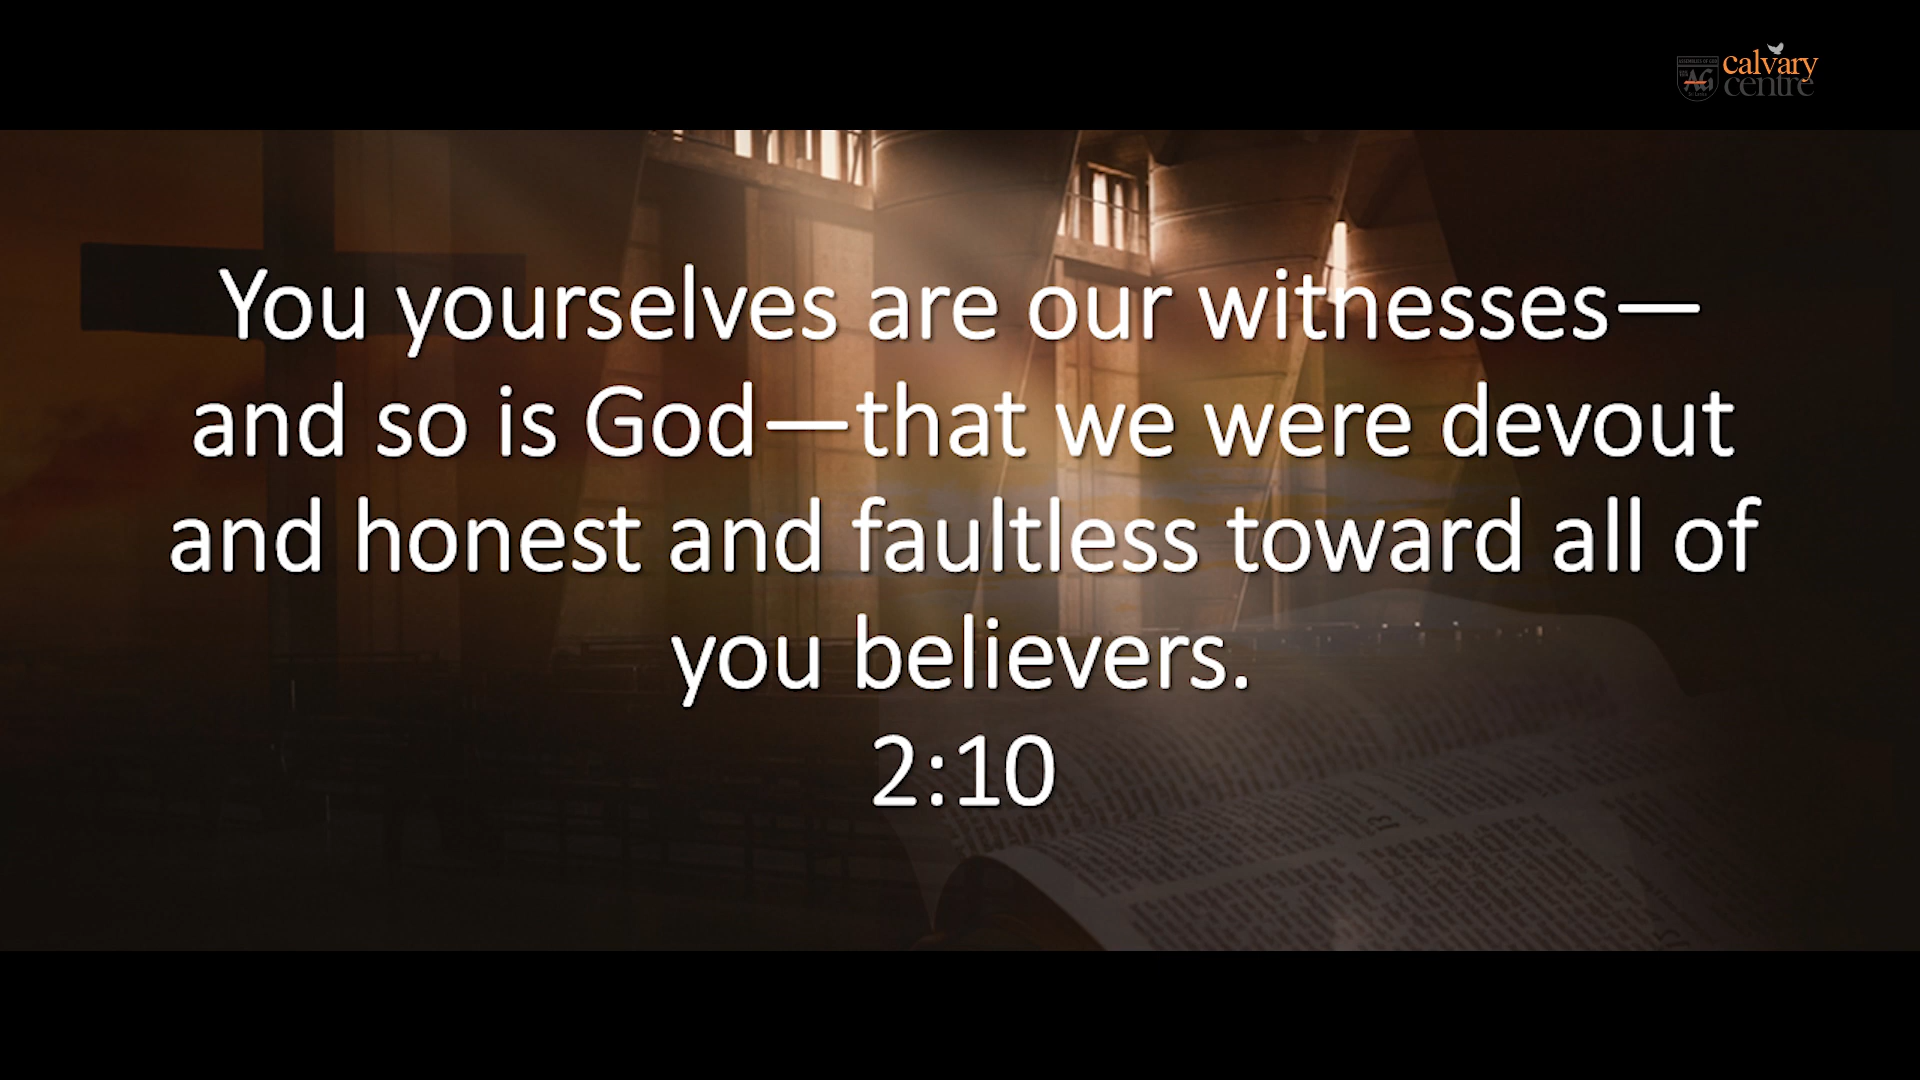 calvary
centre
You yourselves are our witnesses—
and so is God—that we were devout
and honest and faultless toward all of
you believers.
2:10